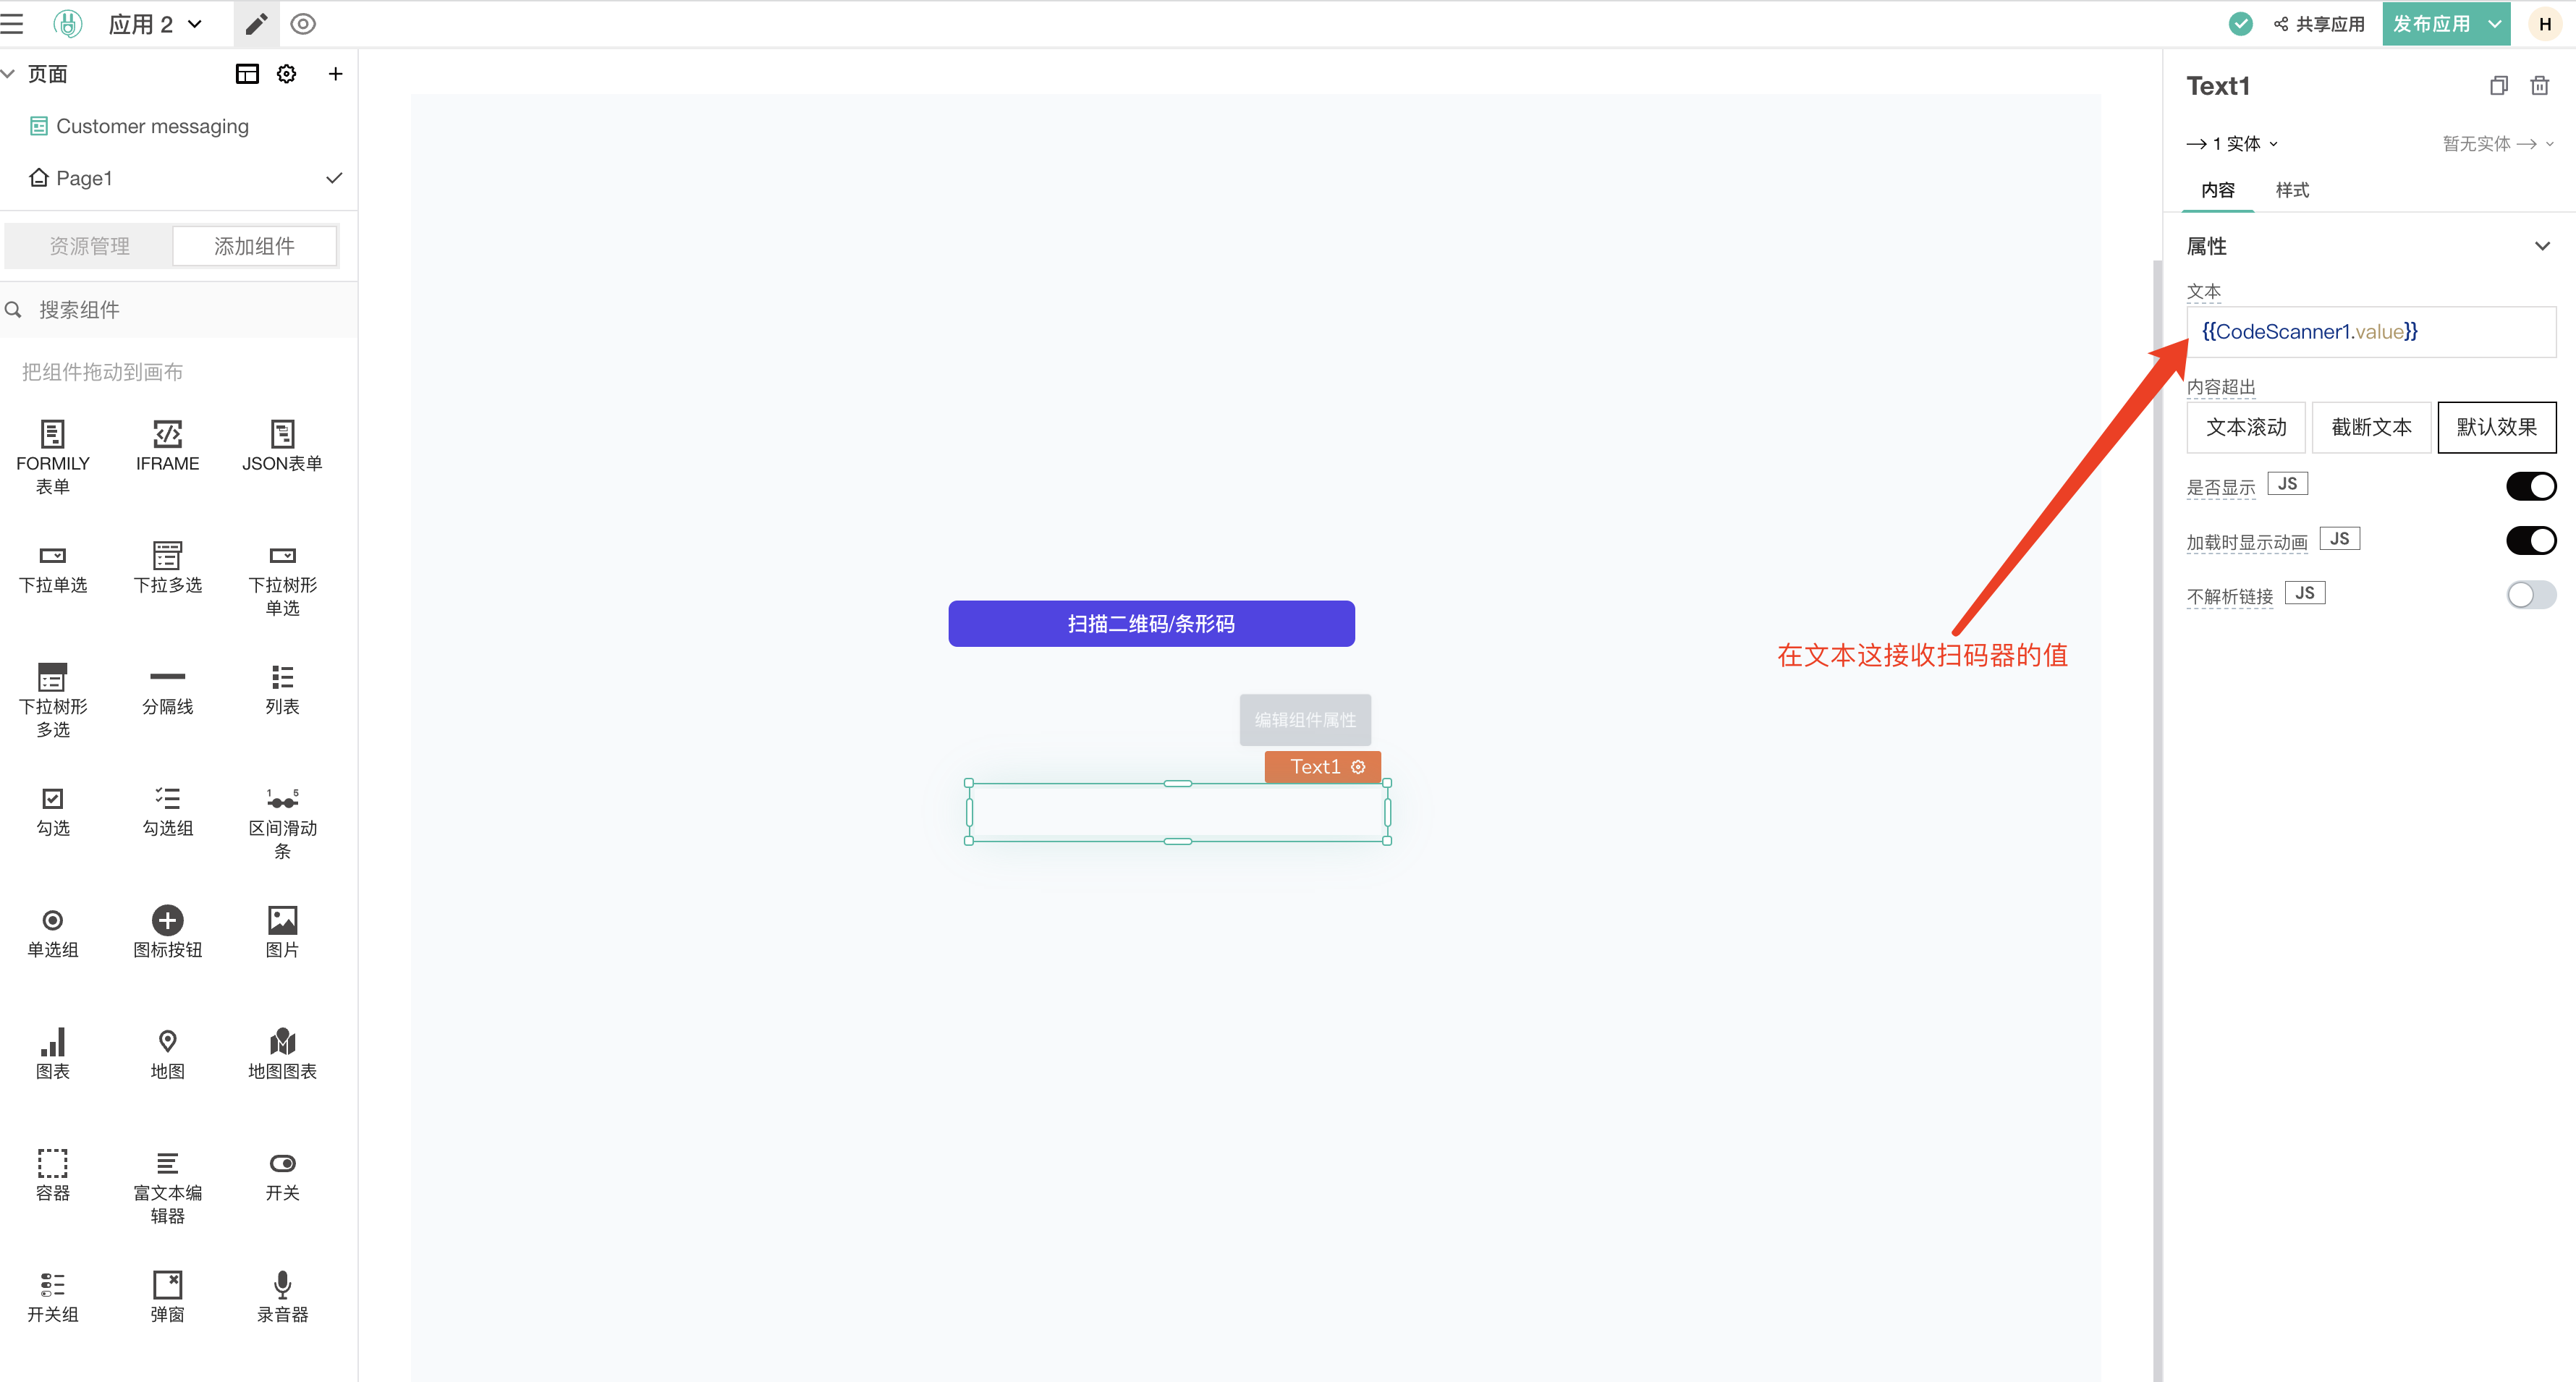 应用 2
共享应用
发布应用
H
页面
Customer messaging
Page1
资源管理
添加组件
搜索组件
把组件拖动到画布
FORMILY
表单
IFRAME
JSON表单
下拉单选
下拉多选
下拉树形
单选
下拉树形
多选
分隔线
列表
勾选
勾选组
1 5
区间滑动
条
单选组
图标按钮
图片
图表
地图
地图图表
容器
富文本编
辑器
开关
开关组
弹窗
录音器
扫描二维码/条形码
编辑组件属性
Text1
在文本这接收扫码器的值
Text1
1 实体
暂无实体
内容
样式
属性
文本
{{CodeScanner1.value}}
内容超出
文本滚动
截断文本
默认效果
是否显示 JS
加载时显示动画 JS
不解析链接 JS